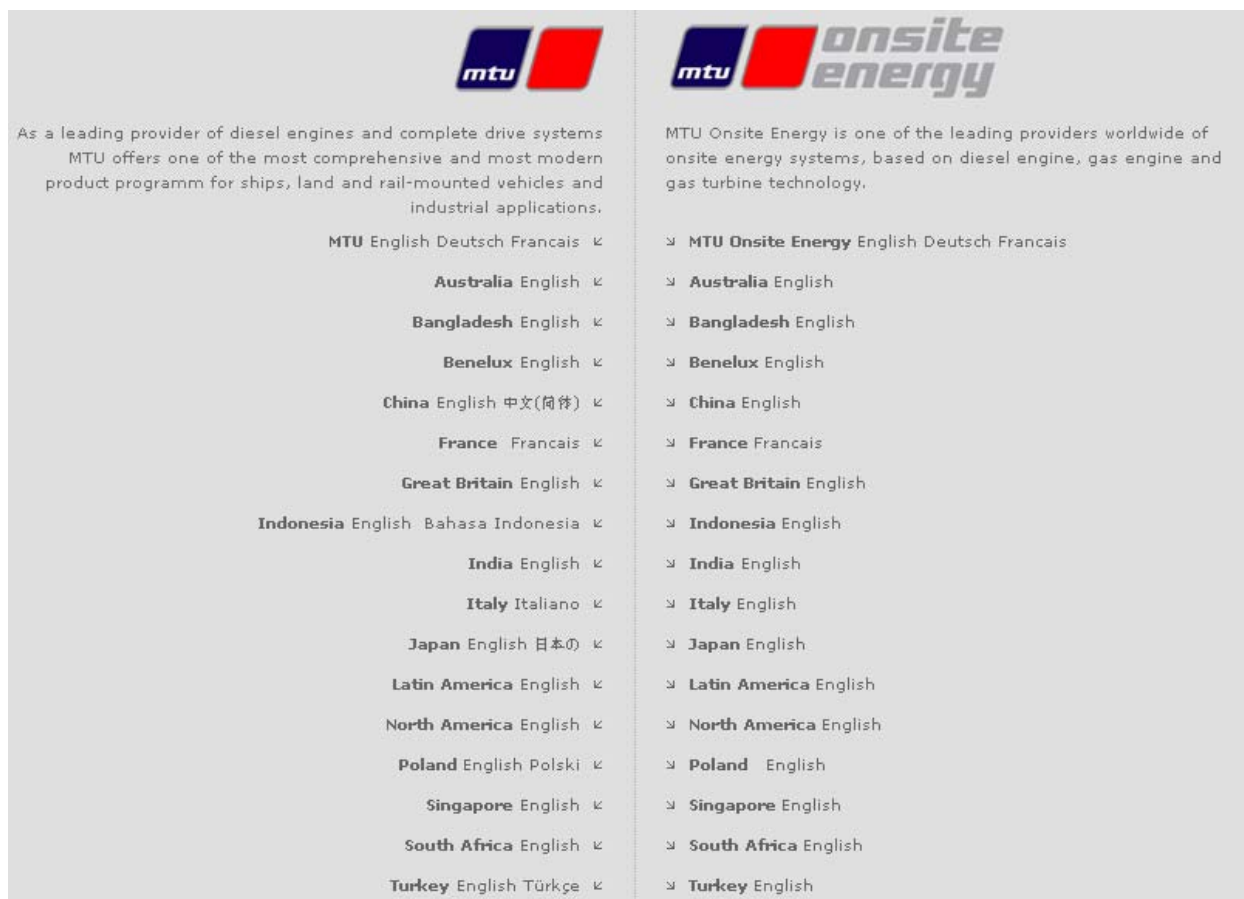 mtu
As a leading provider of diesel engines and complete drive systems
MTU offers one of the most comprehensive and most modern
product programm for ships, land and rail-mounted vehicles and
industrial applications.
MTU English Deutsch Francais
Australia English
Bangladesh English
Benelux English
China English 中文(简体)
France Francais
Great Britain English
Indonesia English Bahasa Indonesia
India English
Italy Italiano
Japan English 日本の
Latin America English
North America English
Poland English Polski
Singapore English
South Africa English
Turkey English Türkçe
mtu onsite
energy
MTU Onsite Energy is one of the leading providers worldwide of
onsite energy systems, based on diesel engine, gas engine and
gas turbine technology.
MTU Onsite Energy English Deutsch Francais
Australia English
Bangladesh English
Benelux English
China English
France Francais
Great Britain English
Indonesia English
India English
Italy English
Japan English
Latin America English
North America English
Poland English
Singapore English
South Africa English
Turkey English